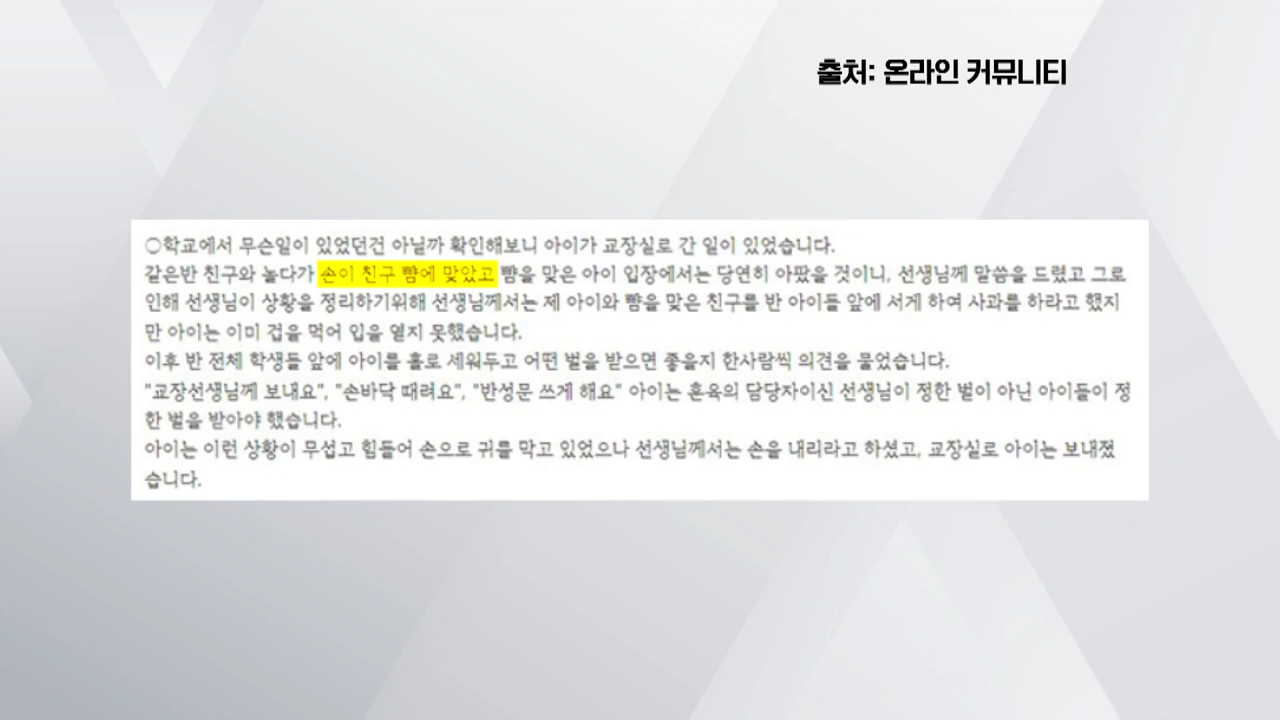 출처: 온라인 커뮤니티
○학교에서 무슨일이 있었던건 아닐까 확인해보니 아이가 교장실로 간 일이 있었습니다.
같은반 친구와 놀다가 손이 친구 뺨에 맞았고 뺨을 맞은 아이 입장에서는 당연히 아팠을 것이니, 선생님께 말씀을 드렸고 그로
인해 선생님이 상황을 정리하기위해 선생님께서는 제 아이와 뺨을 맞은 친구를 반 아이들 앞에 서게 하여 사과를 하라고 했지
만 아이는 이미 겁을 먹어 입을 열지 못했습니다.
이후 반 전체 학생들 앞에 아이를 홀로 세워두고 어떤 벌을 받으면 좋을지 한사람씩 의견을 물었습니다.
"교장선생님께 보내요", "손바닥 때려요", "반성문 쓰게 해요" 아이는 훈육의 담당자이신 선생님이 정한 벌이 아닌 아이들이 정
한 벌을 받아야 했습니다.
아이는 이런 상황이 무섭고 힘들어 손으로 귀를 막고 있었으나 선생님께서는 손을 내리라고 하셨고, 교장실로 아이는 보내졌
습니다.